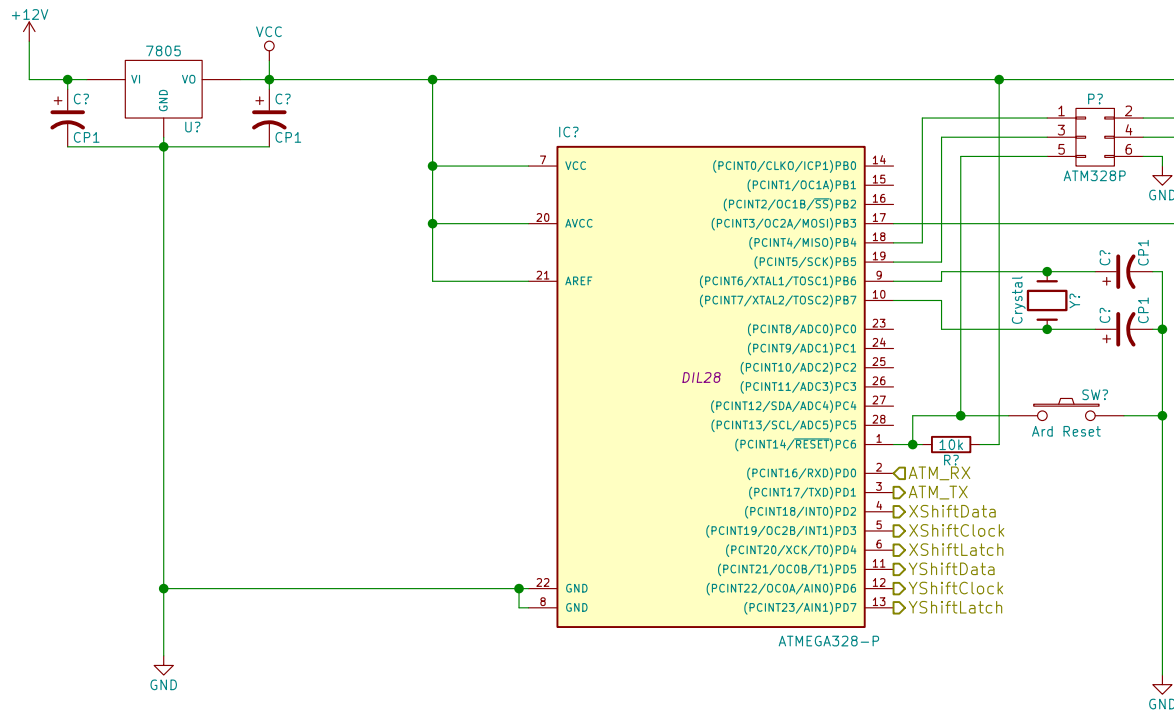 +12V
7805
VI
VO
GND
U?
+
C?
CP1
VCC
+
C?
CP1
GND
IC?
7
VCC
20
AVCC
21
AREF
22
GND
8
GND
DIL28
ATMEGA328-P
(PCINT0/CLKO/ICP1)PB0
14
(PCINT1/OC1A)PB1
15
(PCINT2/OC1B/SS)PB2
16
(PCINT3/OC2A/MOSI)PB3
17
(PCINT4/MISO)PB4
18
(PCINT5/SCK)PB5
19
(PCINT6/XTAL1/TOSC1)PB6
9
(PCINT7/XTAL2/TOSC2)PB7
10
(PCINT8/ADC0)PC0
23
(PCINT9/ADC1)PC1
24
(PCINT10/ADC2)PC2
25
(PCINT11/ADC3)PC3
26
(PCINT12/SDA/ADC4)PC4
27
(PCINT13/SCL/ADC5)PC5
28
(PCINT14/RESET)PC6
1
(PCINT16/RXD)PD0
2
ATM_RX
(PCINT17/TXD)PD1
3
ATM_TX
(PCINT18/INT0)PD2
4
XShiftData
(PCINT19/OC2B/INT1)PD3
5
XShiftClock
(PCINT20/XCK/T0)PD4
6
XShiftLatch
(PCINT21/OC0B/T1)PD5
11
YShiftData
(PCINT22/OC0A/AIN0)PD6
12
YShiftClock
(PCINT23/AIN1)PD7
13
YShiftLatch
10k
R?
P?
1
2
3
4
5
6
ATM328P
GND
Crystal
Y?
C?
+
CP1
C?
+
CP1
SW?
Ard Reset
GND